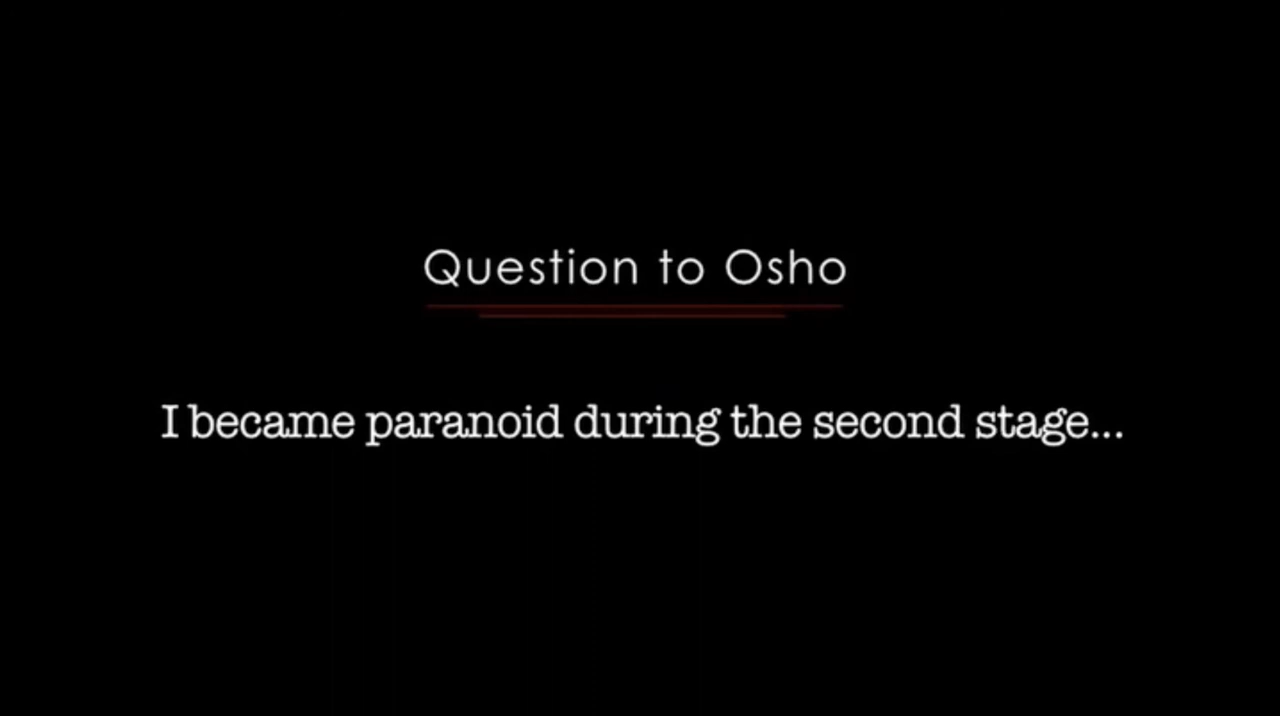 Question to Osho
I became paranoid during the second stage...